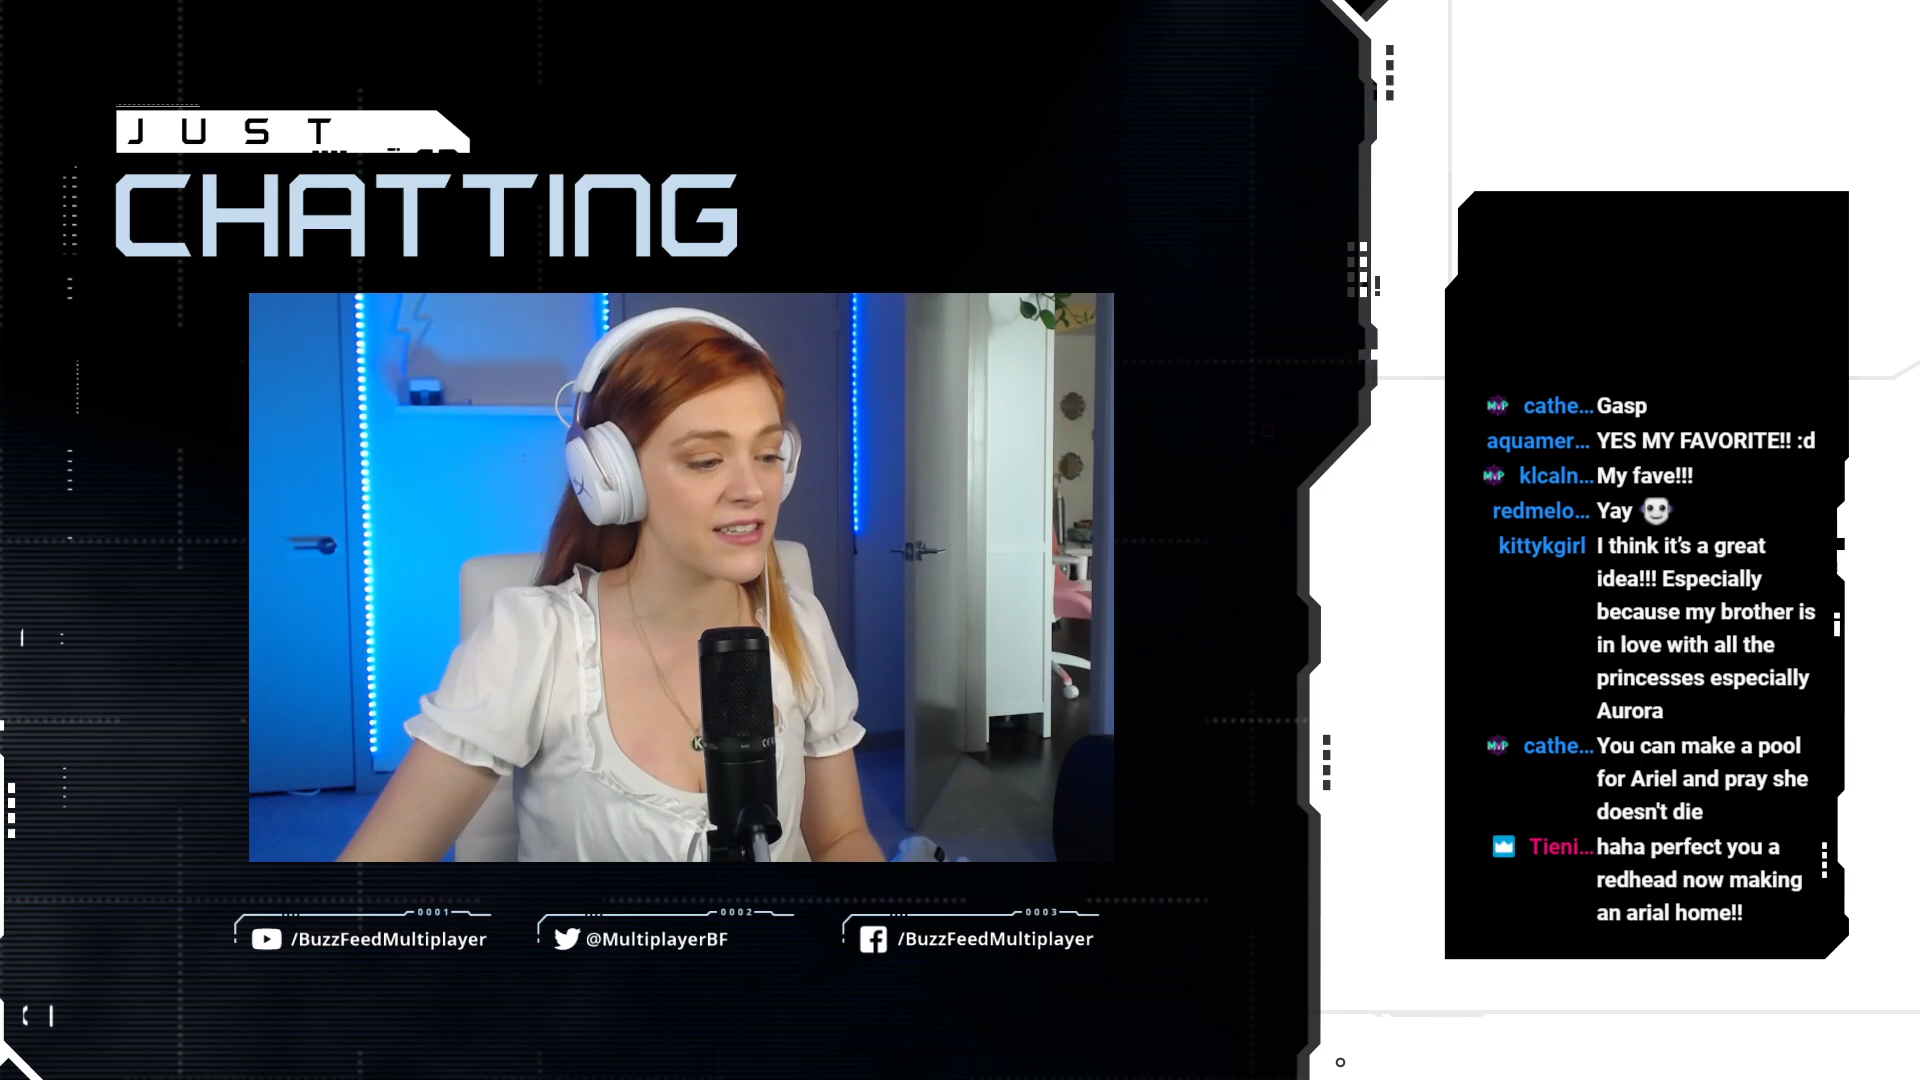 JUST
CHATTING
K
0001
/BuzzFeedMultiplayer
0002
@MultiplayerBF
0003
/BuzzFeedMultiplayer
MVP cathe... Gasp
aquamer... YES MY FAVORITE!! :d
MVP klcaln... My fave!!!
redmelo... Yay
kittykgirl I think it's a great
idea!!! Especially
because my brother is
in love with all the
princesses especially
Aurora
MVP cathe... You can make a pool
for Ariel and pray she
doesn't die
Tieni... haha perfect you a
redhead now making
an arial home!!